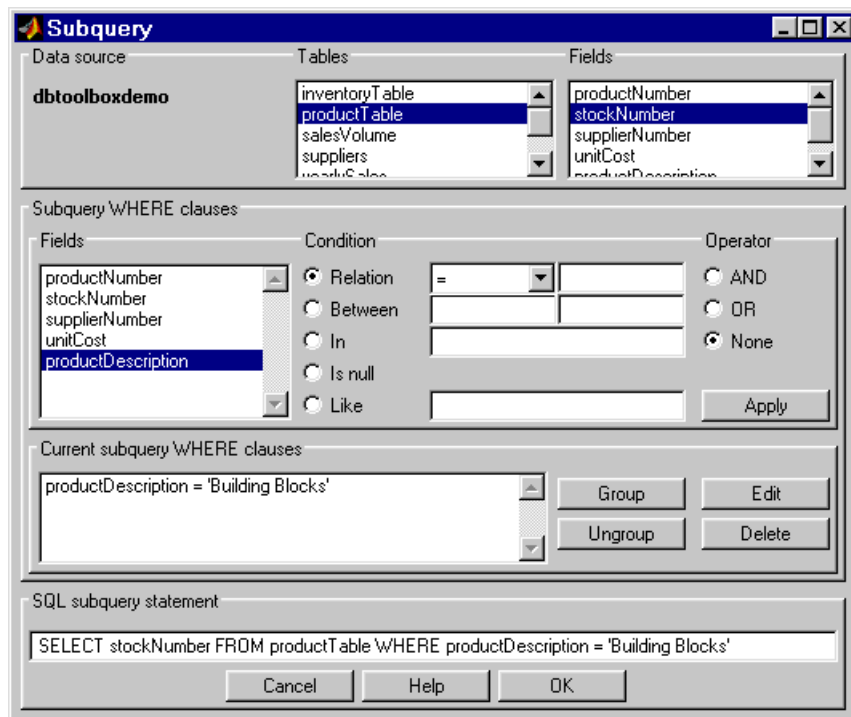 Subquery
Data source
Tables
Fields
dbtoolboxdemo
inventoryTable
productTable
salesVolume
suppliers
yearlySales
productNumber
stockNumber
supplierNumber
unitCost
productDescription
Subquery WHERE clauses
Fields
Condition
Operator
productNumber
stockNumber
supplierNumber
unitCost
productDescription
Relation
=
Between
In
Is null
Like
AND
OR
None
Apply
Current subquery WHERE clauses
productDescription = 'Building Blocks'
Group
Edit
Ungroup
Delete
SQL subquery statement
SELECT stockNumber FROM productTable WHERE productDescription = 'Building Blocks'
Cancel
Help
OK